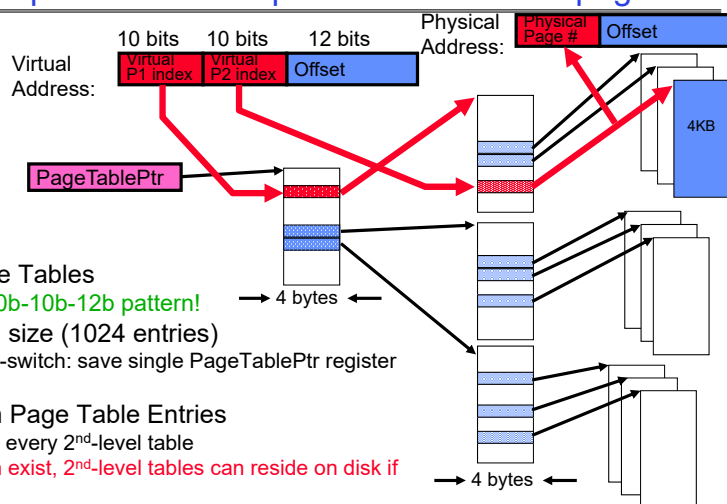 Physical
Address:
Physical
Page #
Offset
10 bits
10 bits
12 bits
Virtual
Address:
Virtual
P1 index
Virtual
P2 index
Offset
4KB
PageTablePtr
4 bytes
e Tables
0b-10b-12b pattern!
size (1024 entries)
-switch: save single PageTablePtr register
Page Table Entries
every 2nd-level table
exist, 2nd-level tables can reside on disk if
4 bytes